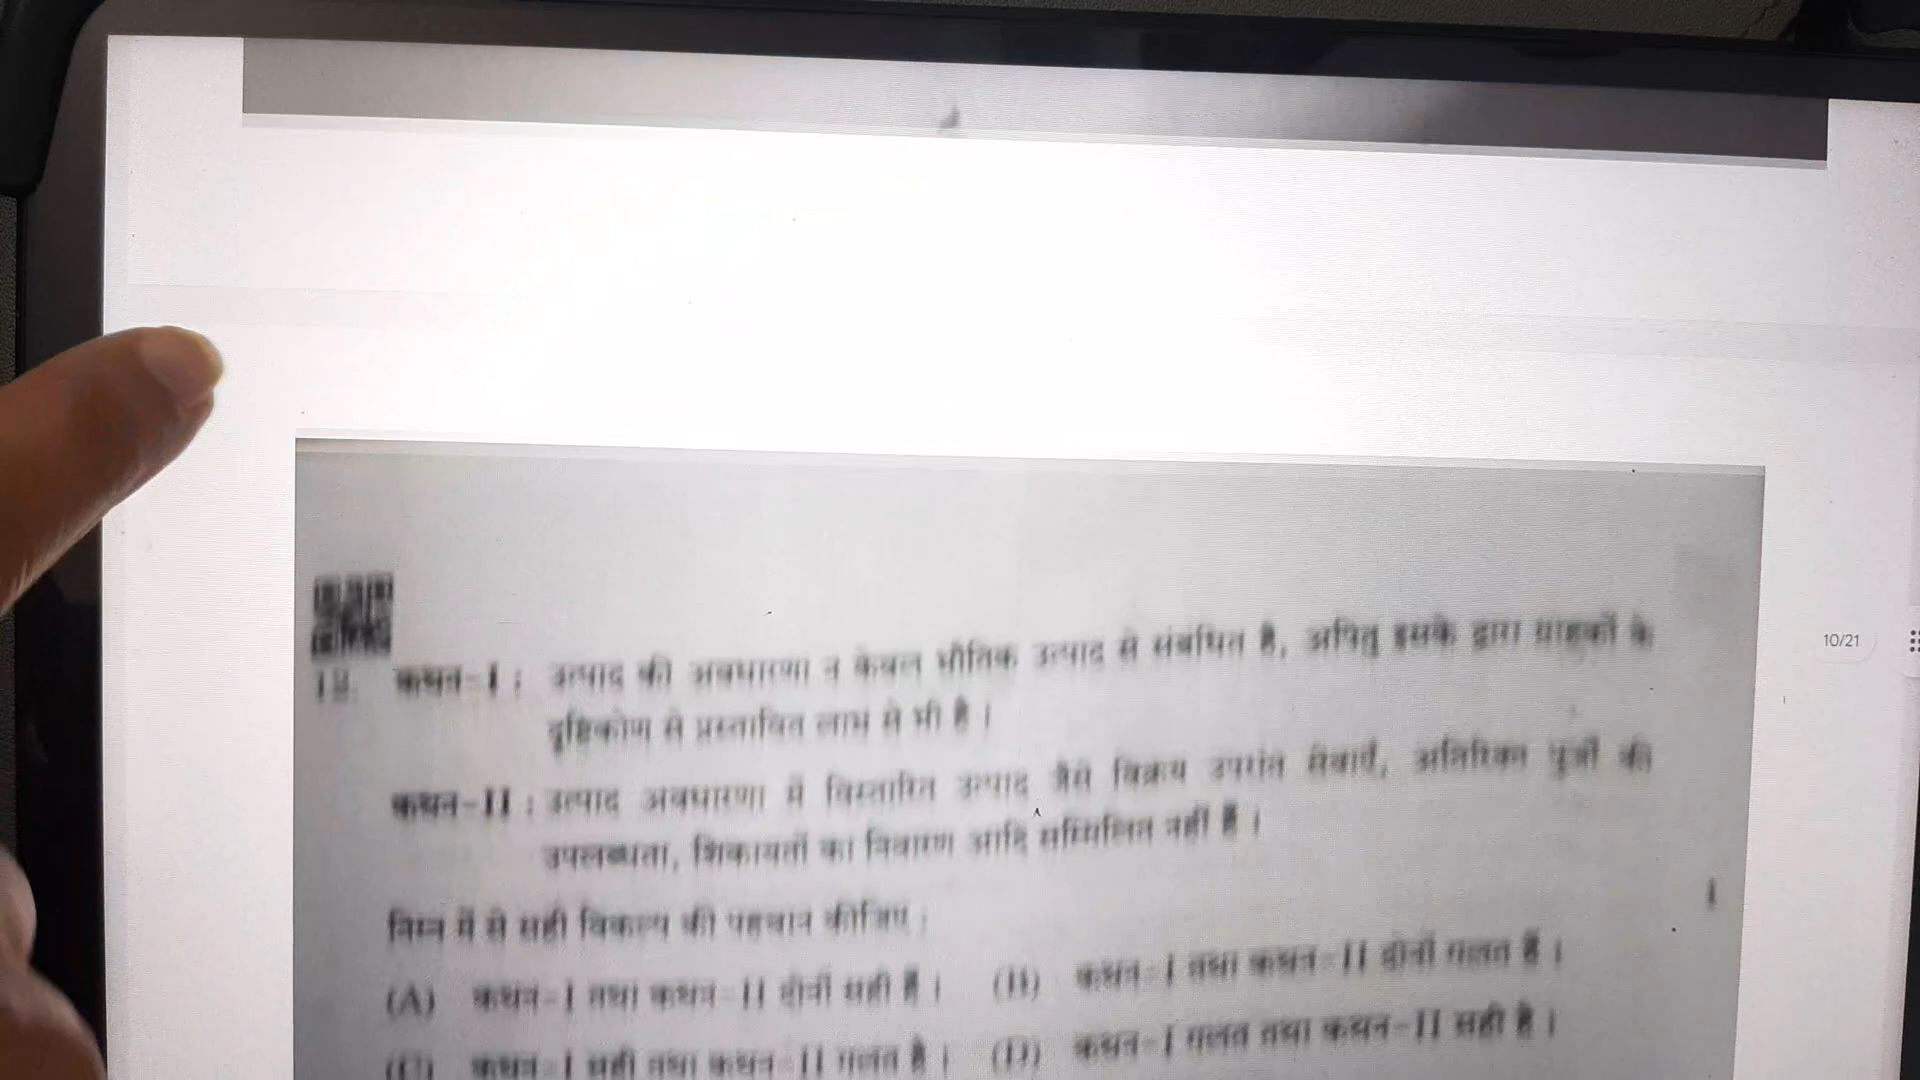 कथन-I : उत्पाद की अवधारणा न केवल भौतिक उत्पाद से संबंधित है, अपितु इसके द्वारा ग्राहकों के
दृष्टिकोण से प्रस्तावित लाभ से भी है ।
10/21
कथन-II : उत्पाद अवधारणा में विस्तारित उत्पाद जैसे विक्रय उपरांत सेवाएँ, अतिरिक्त पुर्जों की
उपलब्धता, शिकायतों का निवारण आदि सम्मिलित नहीं हैं ।
निम्न में से सही विकल्प की पहचान कीजिए :
(A) कथन-I तथा कथन-II दोनों सही हैं । (B) कथन-I तथा कथन-II दोनों गलत हैं ।
(C) कथन-I सही तथा कथन-II गलत है । (D) कथन-I गलत तथा कथन-II सही है ।